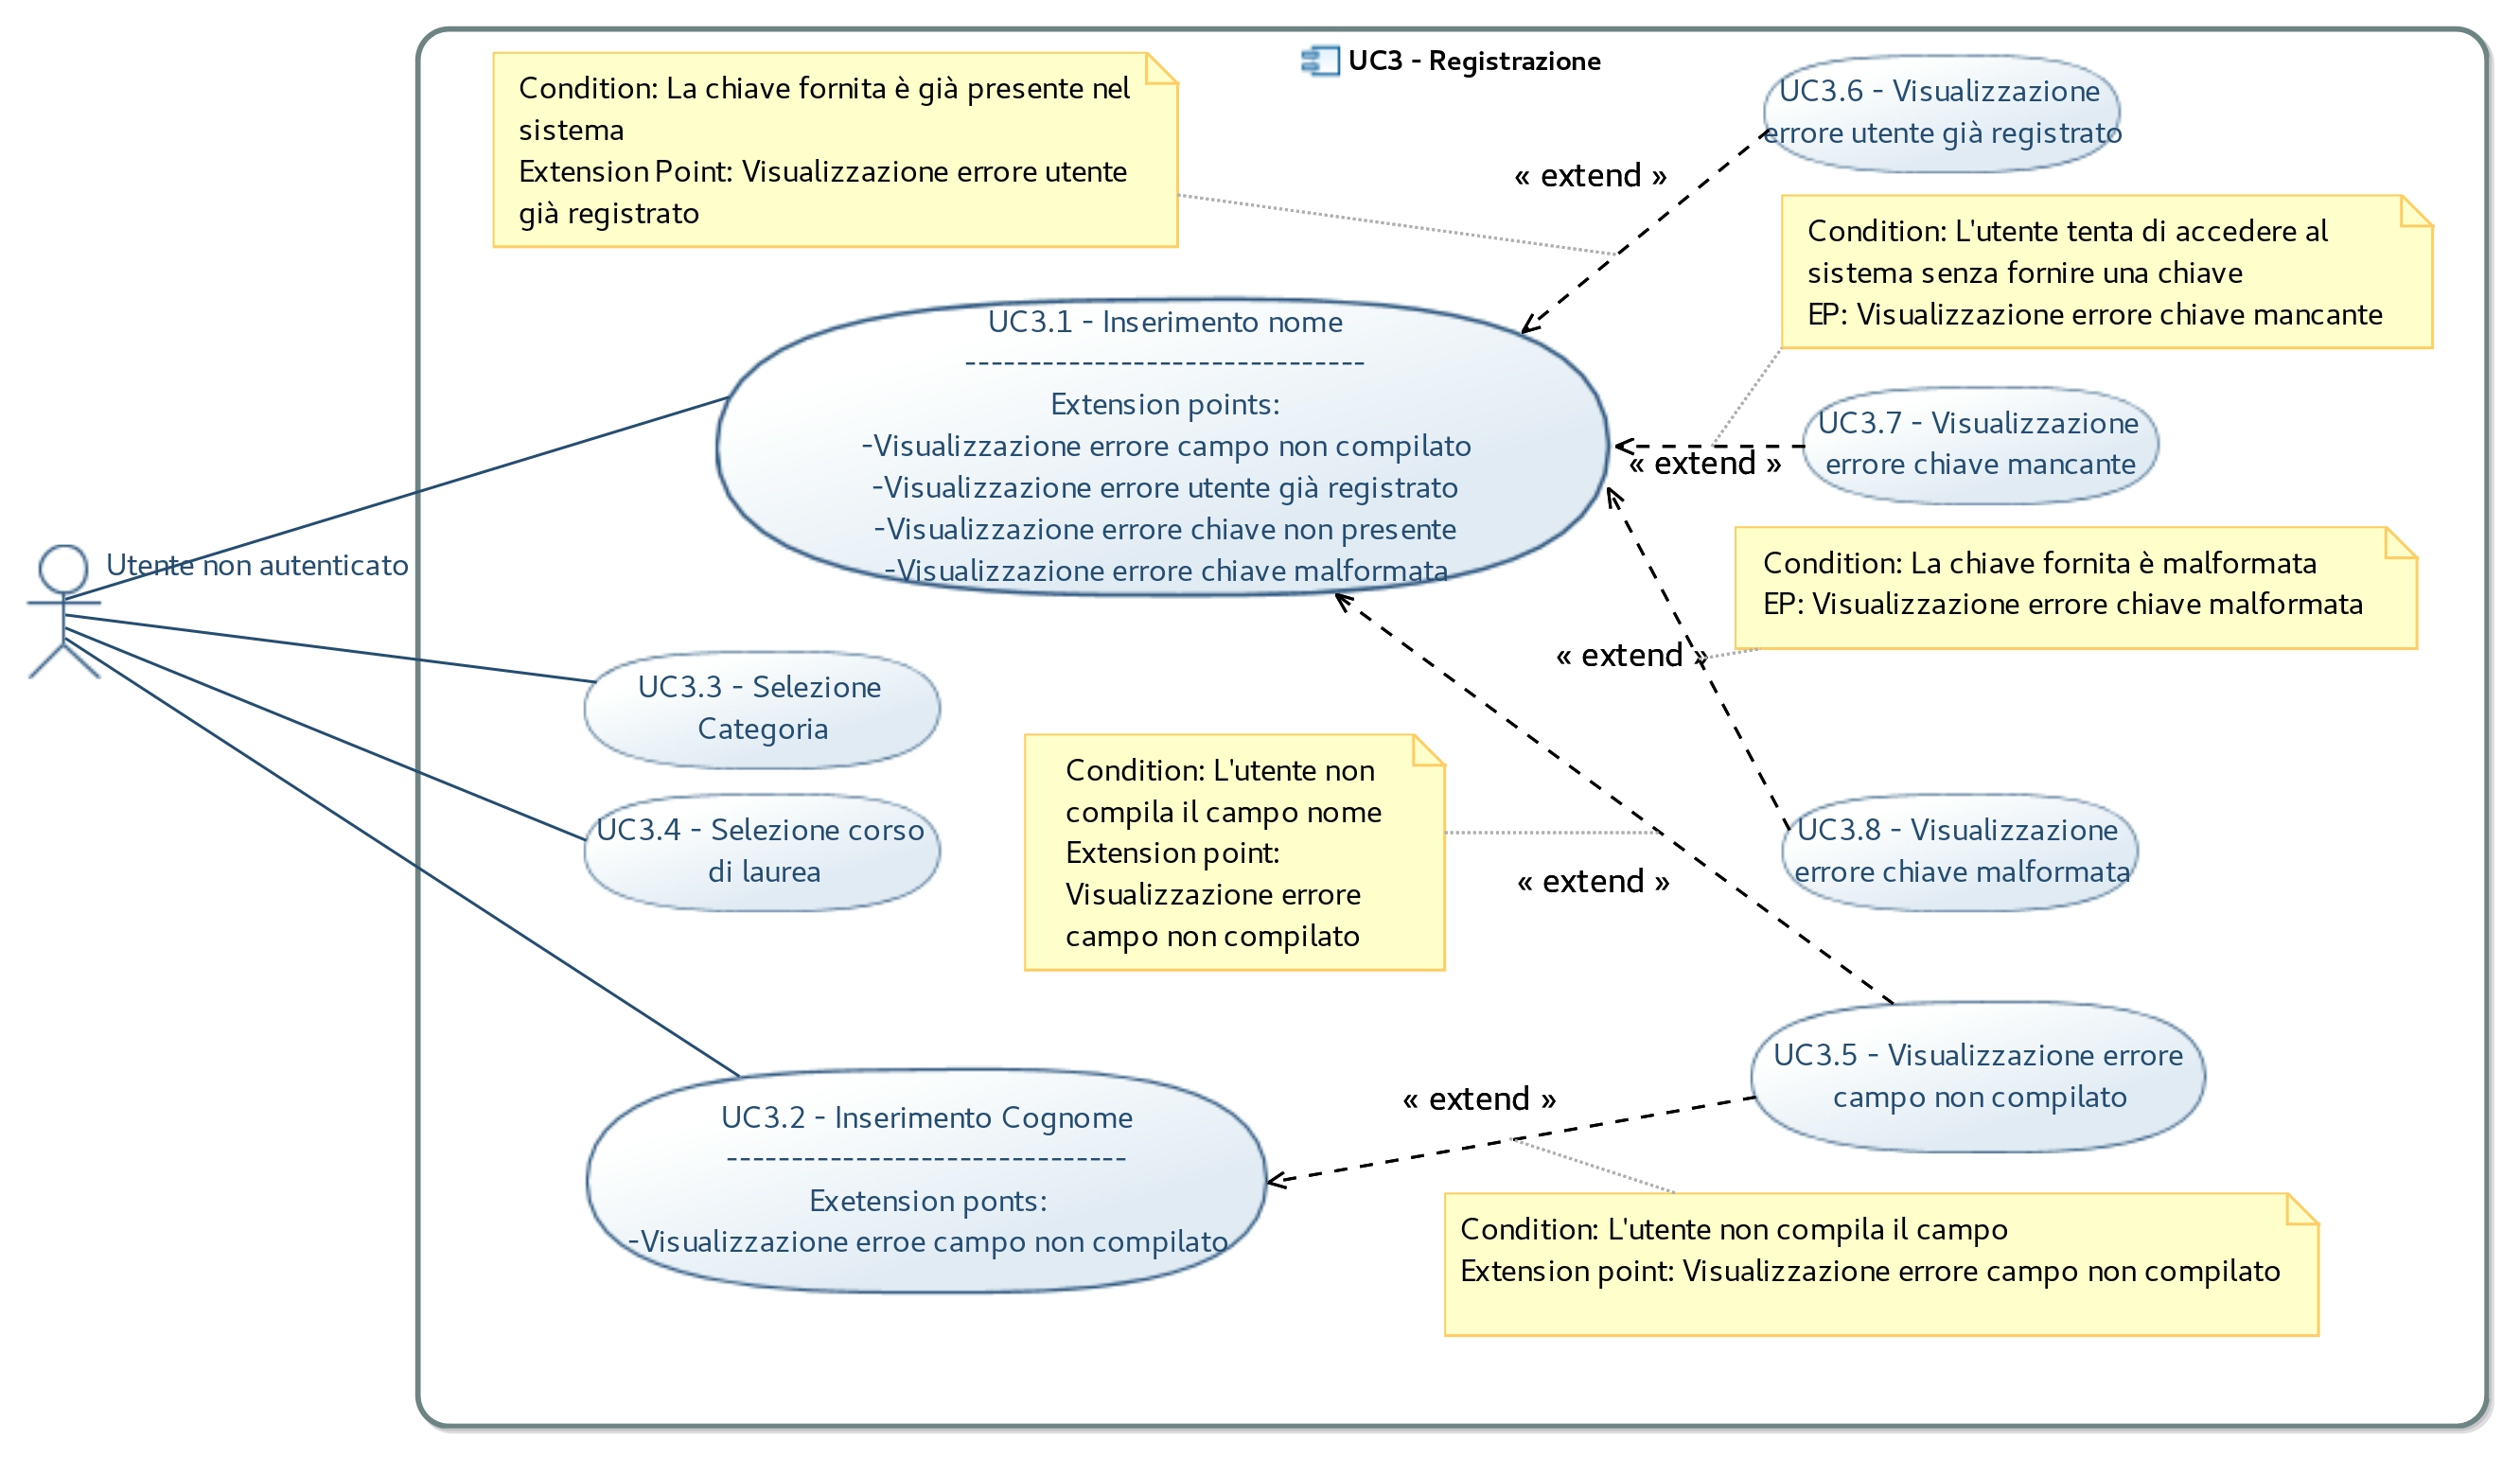 UC3 - Registrazione
Condition: La chiave fornita è già presente nel
sistema
Extension Point: Visualizzazione errore utente
già registrato
UC3.6 - Visualizzazione
errore utente già registrato
« extend »
Condition: L'utente tenta di accedere al
sistema senza fornire una chiave
EP: Visualizzazione errore chiave mancante
UC3.1 - Inserimento nome
-------------------------------
Extension points:
-Visualizzazione errore campo non compilato
-Visualizzazione errore utente già registrato
-Visualizzazione errore chiave non presente
-Visualizzazione errore chiave malformata
UC3.7 - Visualizzazione
errore chiave mancante
« extend »
Utente non autenticato
Condition: La chiave fornita è malformata
EP: Visualizzazione errore chiave malformata
« extend »
UC3.3 - Selezione
Categoria
UC3.4 - Selezione corso
di laurea
Condition: L'utente non
compila il campo nome
Extension point:
Visualizzazione errore
campo non compilato
« extend »
UC3.8 - Visualizzazione
errore chiave malformata
UC3.5 - Visualizzazione errore
campo non compilato
« extend »
UC3.2 - Inserimento Cognome
-------------------------------
Exetension ponts:
-Visualizzazione erroe campo non compilato
Condition: L'utente non compila il campo
Extension point: Visualizzazione errore campo non compilato